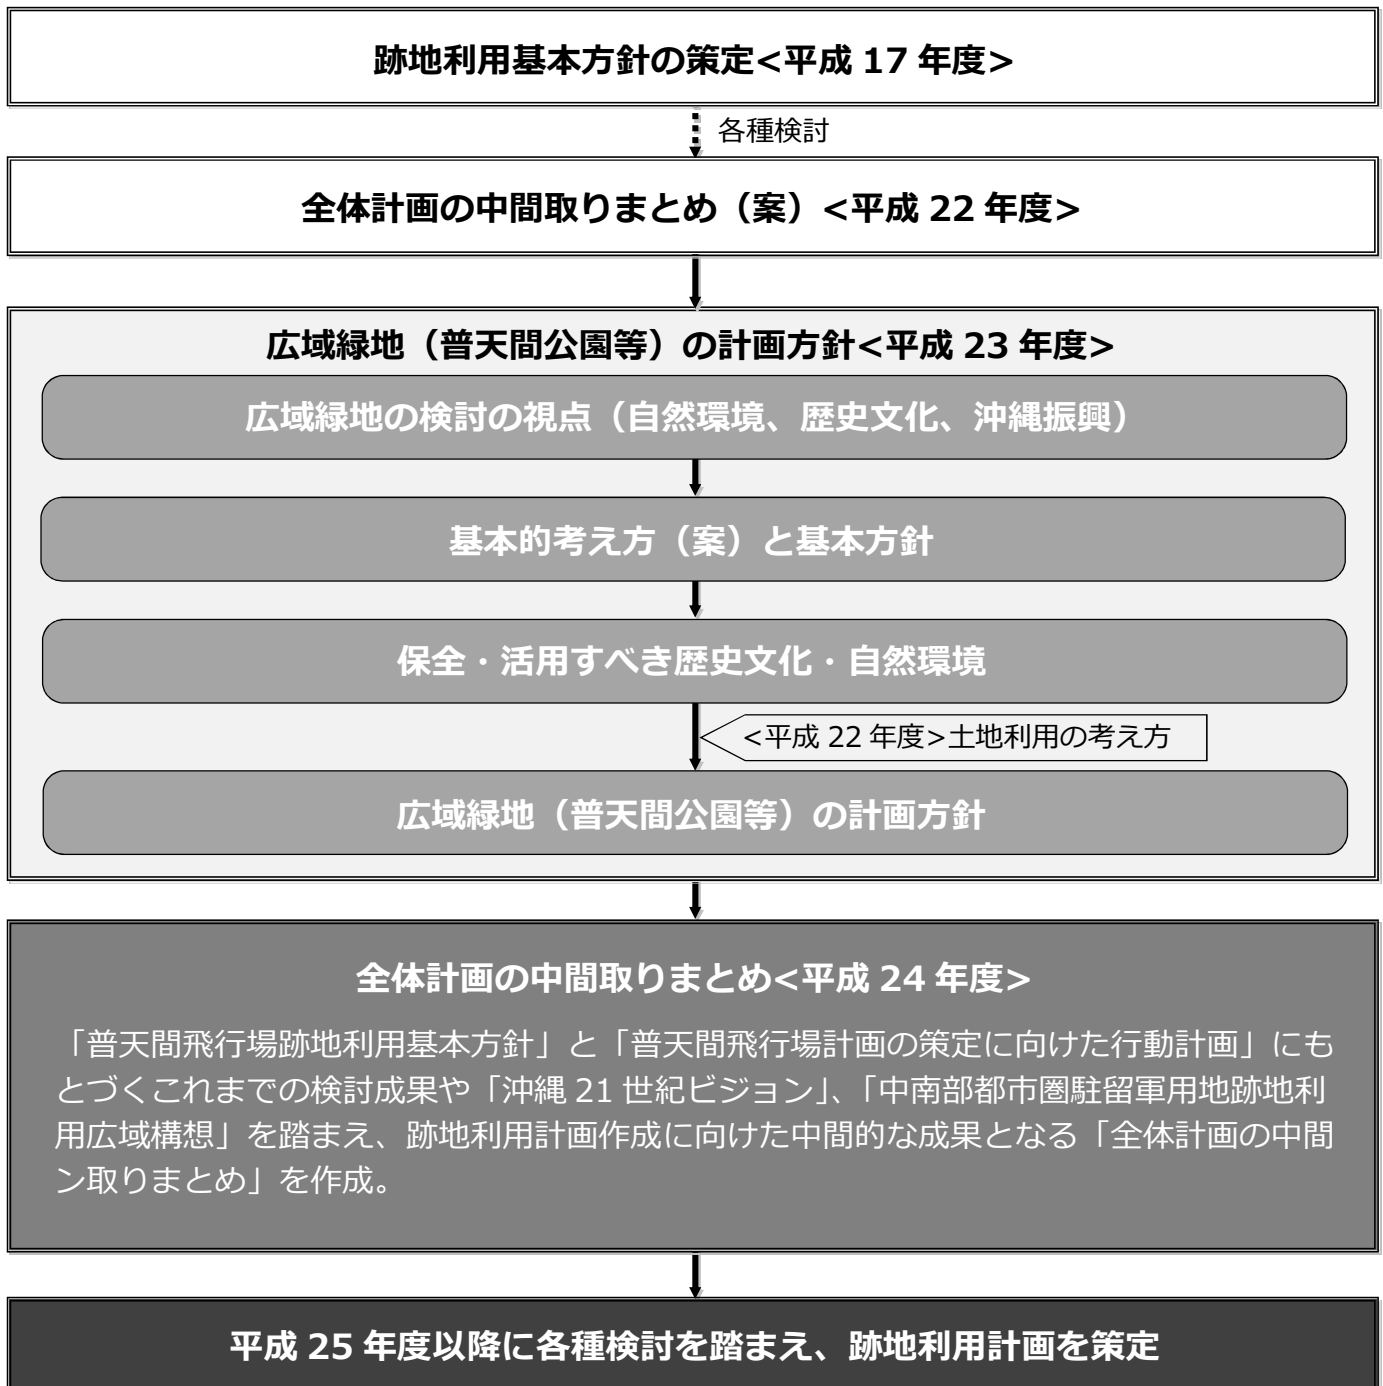 跡地利用基本方針の策定<平成 17 年度>
各種検討
全体計画の中間取りまとめ（案）<平成 22 年度>
広域緑地（普天間公園等）の計画方針<平成 23 年度>
広域緑地の検討の視点（自然環境、歴史文化、沖縄振興）
基本的考え方（案）と基本方針
保全・活用すべき歴史文化・自然環境
<平成 22 年度>土地利用の考え方
広域緑地（普天間公園等）の計画方針
全体計画の中間取りまとめ<平成 24 年度>
「普天間飛行場跡地利用基本方針」と「普天間飛行場計画の策定に向けた行動計画」にも
とづくこれまでの検討成果や「沖縄 21 世紀ビジョン」、「中南部都市圏駐留軍用地跡地利
用広域構想」を踏まえ、跡地利用計画作成に向けた中間的な成果となる「全体計画の中間
ン取りまとめ」を作成。
平成 25 年度以降に各種検討を踏まえ、跡地利用計画を策定